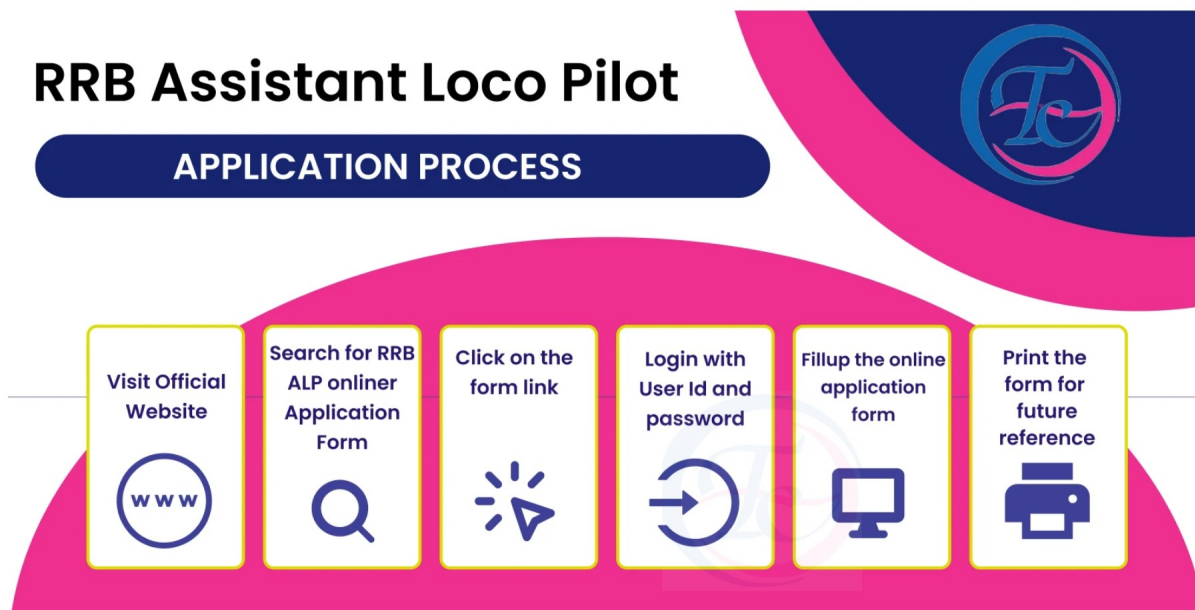 RRB Assistant Loco Pilot
APPLICATION PROCESS
Tc
Visit Official
Website
www
Search for RRB
ALP onliner
Application
Form
Click on the
form link
Login with
User Id and
password
Fillup the online
application
form
Print the
form for
future
reference
Tc